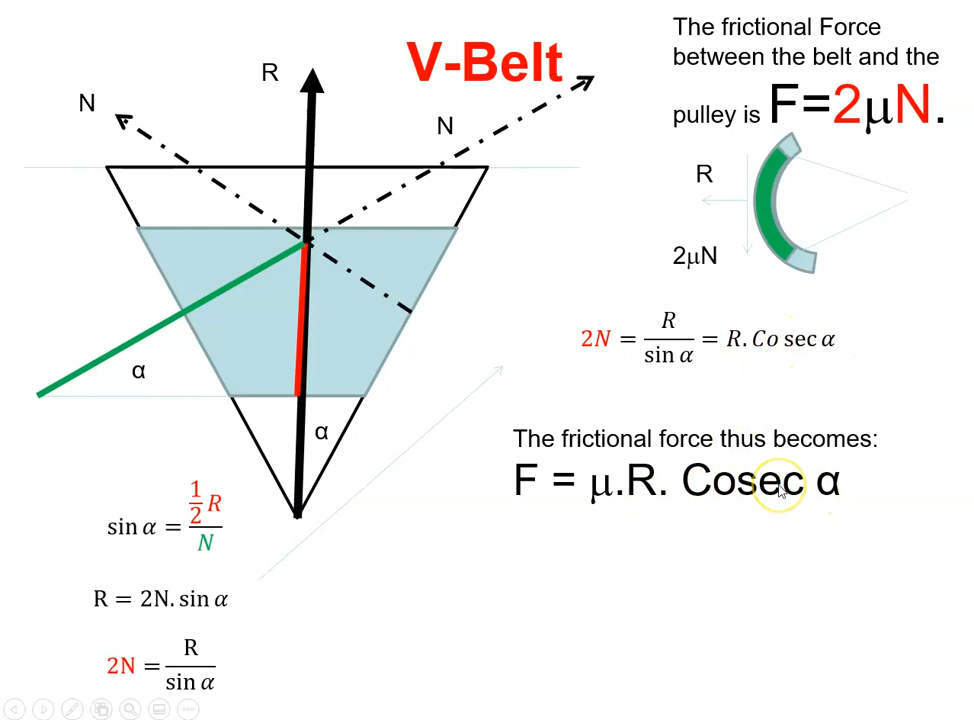 V-Belt
R
N
N
α
α
sin α = ½ R / N
R = 2N. sin α
2N = R / sin α
The frictional Force
between the belt and the
pulley is F=2μN.
R
2μN
2N = R / sin α = R. Co sec α
The frictional force thus becomes:
F = μ.R. Cosec α